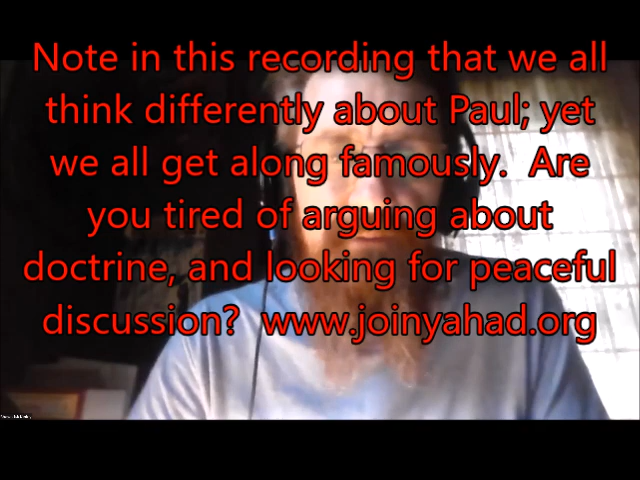 Note in this recording that we all
think differently about Paul; yet
we all get along famously.  Are
you tired of arguing about
doctrine, and looking for peaceful
discussion?  www.joinyahad.org